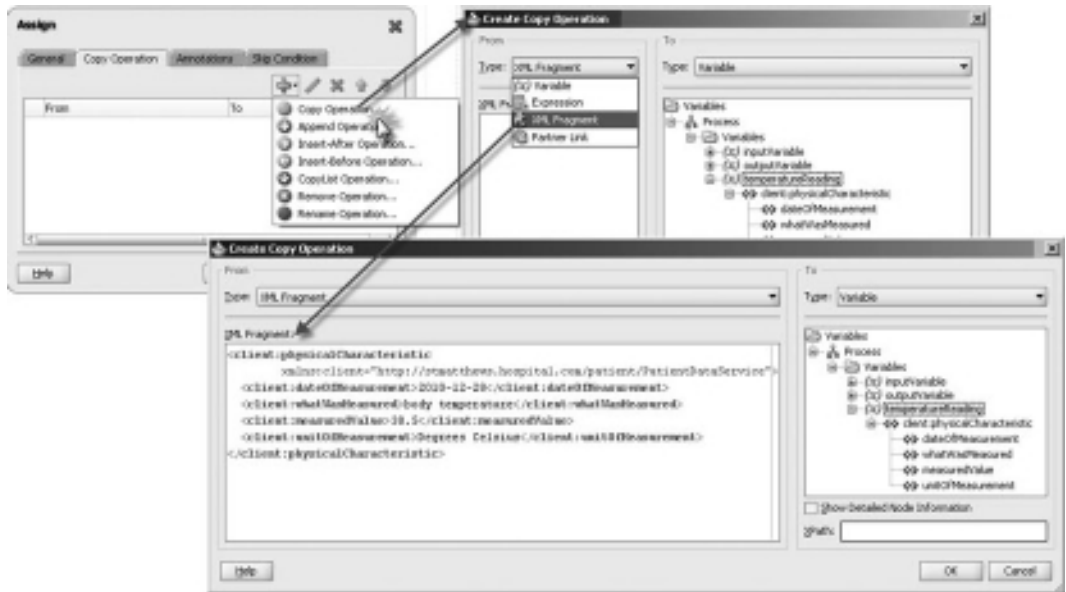 Assign
General Copy Operation Annotations Skip Condition
From To
Copy Operation...
Append Operation...
Insert-After Operation...
Insert-Before Operation...
CopyList Operation...
Remove Operation...
Rename Operation...
Help
Create Copy Operation
From
Type: XML Fragment
(x) Variable
Expression
XML Fragment
Partner Link
To
Type: Variable
Variables
Process
Variables
(x) inputVariable
(x) outputVariable
(x) temperatureReading
client:physicalCharacteristic
dateOfMeasurement
whatWasMeasured
Create Copy Operation
From
Type: XML Fragment
XML Fragment:
<client:physicalCharacteristic
xmlns:client="http://stmatthews.hospital.com/patient/PatientDataService">
<client:dateOfMeasurement>2010-12-20</client:dateOfMeasurement>
<client:whatWasMeasured>body temperature</client:whatWasMeasured>
<client:measuredValue>38.5</client:measuredValue>
<client:unitOfMeasurement>Degrees Celsius</client:unitOfMeasurement>
</client:physicalCharacteristic>
To
Type: Variable
Variables
Process
Variables
(x) inputVariable
(x) outputVariable
(x) temperatureReading
client:physicalCharacteristic
dateOfMeasurement
whatWasMeasured
measuredValue
unitOfMeasurement
Show Detailed Node Information
XPath:
Help
OK Cancel